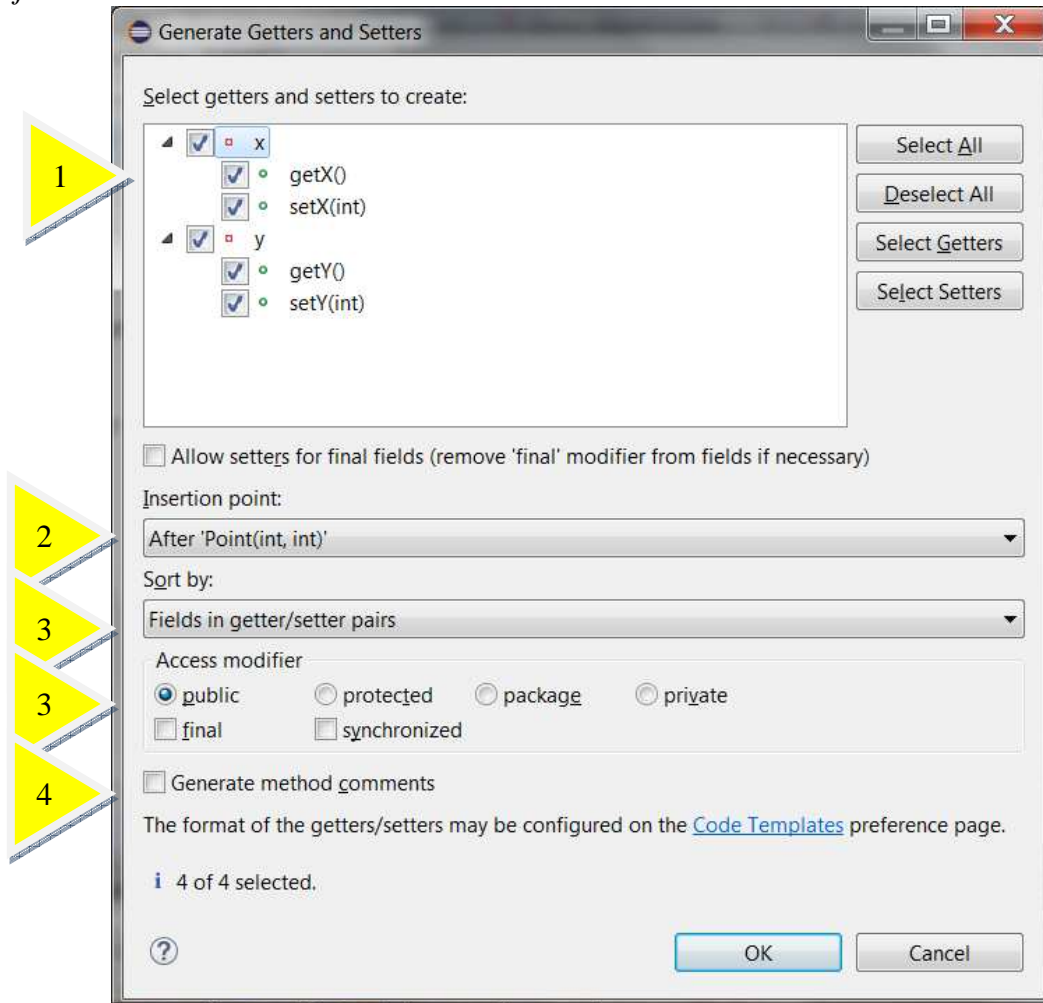 Generate Getters and Setters
Select getters and setters to create:
x
getX()
setX(int)
y
getY()
setY(int)
Select All
Deselect All
Select Getters
Select Setters
1
Allow setters for final fields (remove 'final' modifier from fields if necessary)
Insertion point:
2
After 'Point(int, int)'
Sort by:
3
Fields in getter/setter pairs
Access modifier
3
public protected package private
final synchronized
4
Generate method comments
The format of the getters/setters may be configured on the Code Templates preference page.
i 4 of 4 selected.
?
OK Cancel